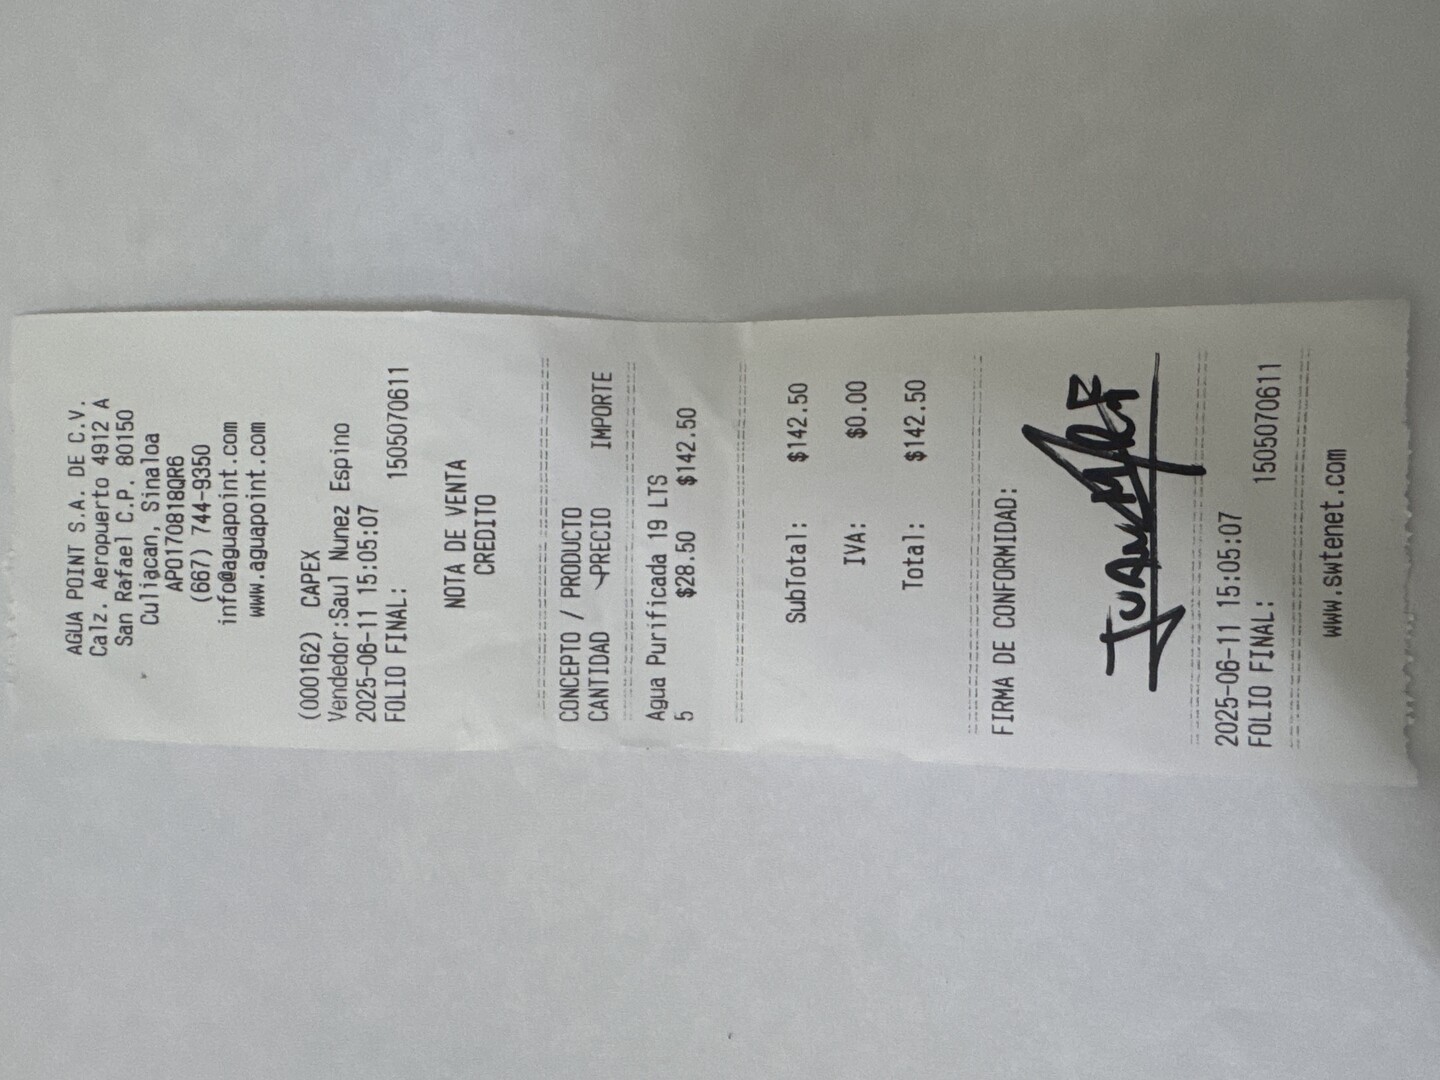 AGUA POINT S.A. DE C.V.
Calz. Aeropuerto 4912 A
San Rafael C.P. 80150
Culiacan, Sinaloa
APO170818QR6
(667) 744-9350
info@aguapoint.com
www.aguapoint.com
(000162) CAPEX
Vendedor:Saul Nunez Espino
2025-06-11 15:05:07
FOLIO FINAL: 1505070611
NOTA DE VENTA
CREDITO
CONCEPTO / PRODUCTO
CANTIDAD PRECIO IMPORTE
Agua Purificada 19 LTS
5 $28.50 $142.50
SubTotal: $142.50
IVA: $0.00
Total: $142.50
FIRMA DE CONFORMIDAD:
JUAN
2025-06-11 15:05:07
FOLIO FINAL: 1505070611
www.swtenet.com